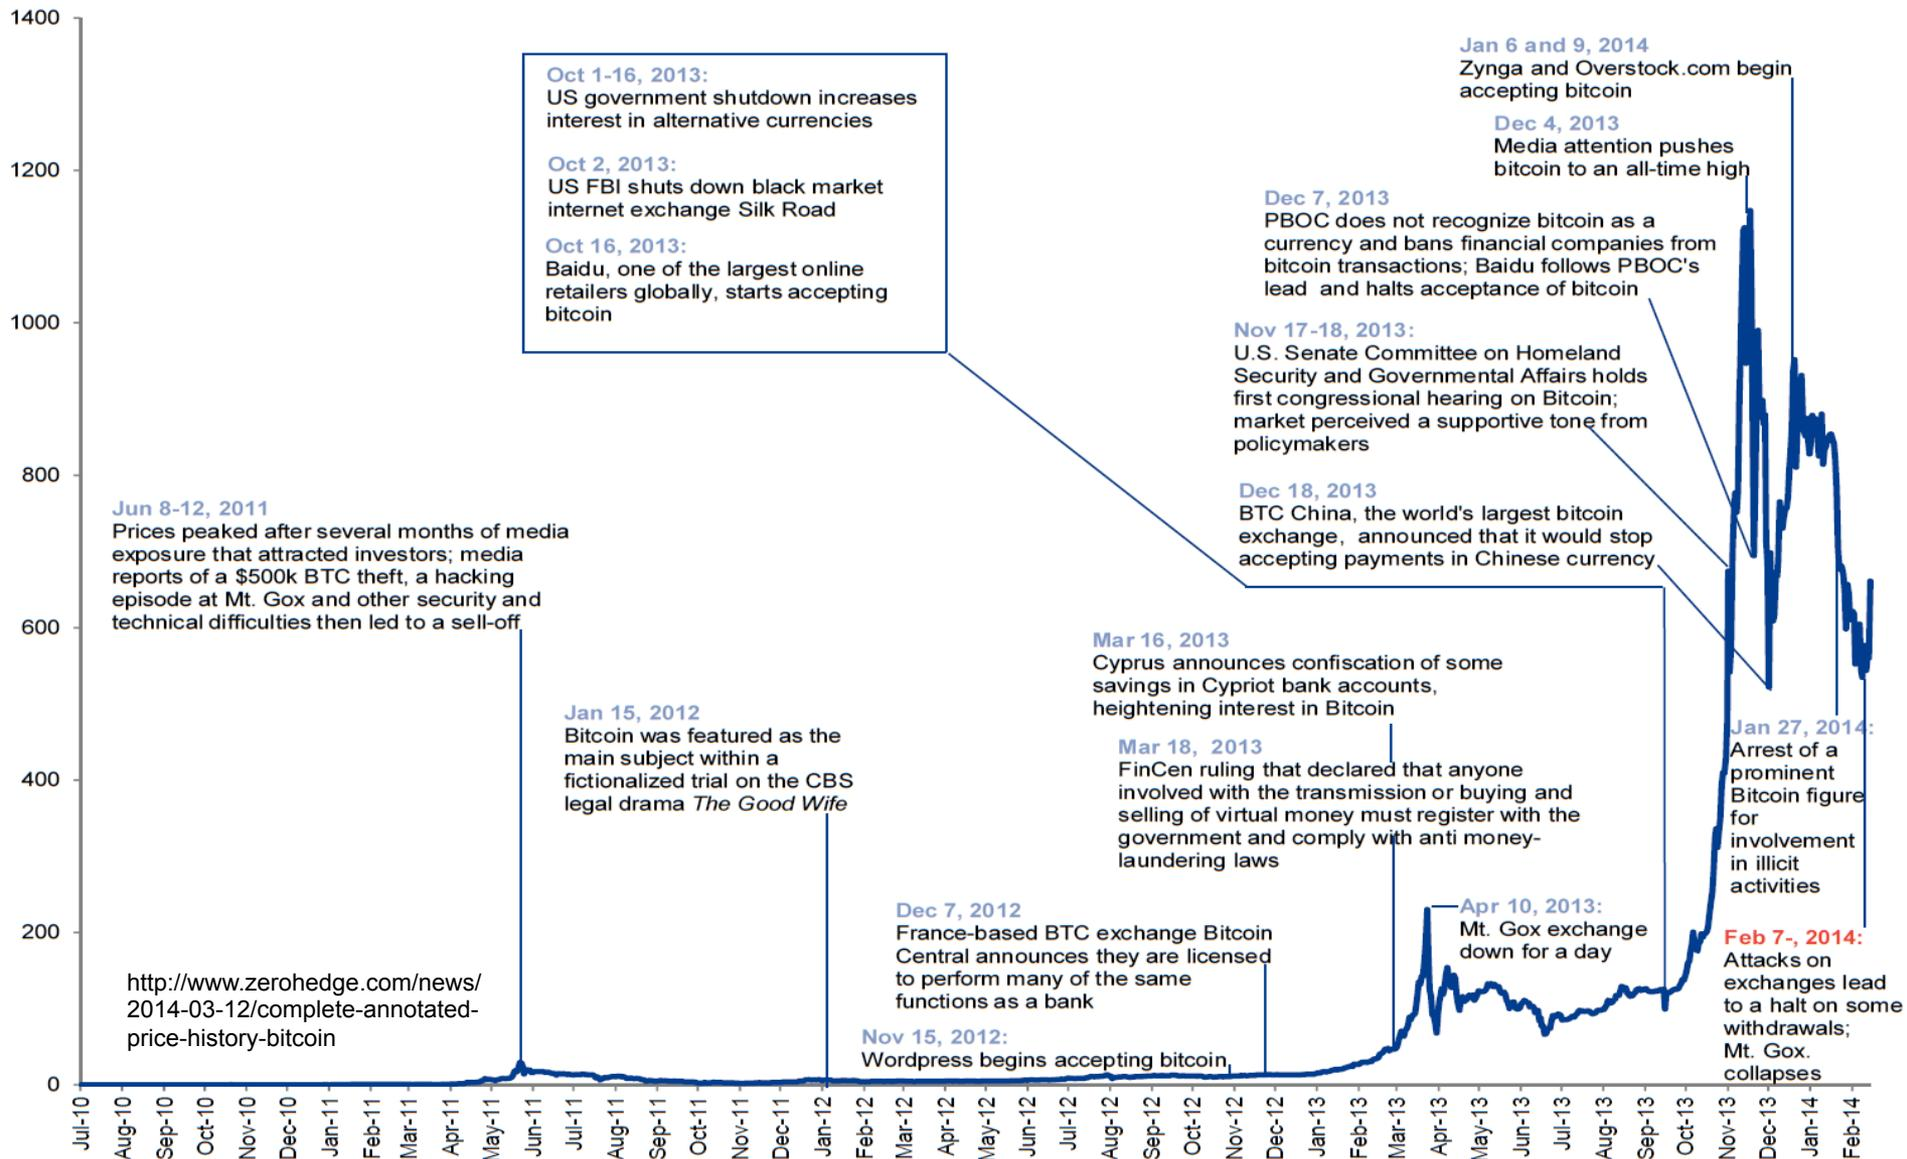 1400
1200
1000
800
600
400
200
0
Oct 1-16, 2013:
US government shutdown increases
interest in alternative currencies
Oct 2, 2013:
US FBI shuts down black market
internet exchange Silk Road
Oct 16, 2013:
Baidu, one of the largest online
retailers globally, starts accepting
bitcoin
Jan 6 and 9, 2014
Zynga and Overstock.com begin
accepting bitcoin
Dec 4, 2013
Media attention pushes
bitcoin to an all-time high
Dec 7, 2013
PBOC does not recognize bitcoin as a
currency and bans financial companies from
bitcoin transactions; Baidu follows PBOC's
lead and halts acceptance of bitcoin
Nov 17-18, 2013:
U.S. Senate Committee on Homeland
Security and Governmental Affairs holds
first congressional hearing on Bitcoin;
market perceived a supportive tone from
policymakers
Dec 18, 2013
BTC China, the world's largest bitcoin
exchange, announced that it would stop
accepting payments in Chinese currency
Jun 8-12, 2011
Prices peaked after several months of media
exposure that attracted investors; media
reports of a $500k BTC theft, a hacking
episode at Mt. Gox and other security and
technical difficulties then led to a sell-off
Jan 15, 2012
Bitcoin was featured as the
main subject within a
fictionalized trial on the CBS
legal drama The Good Wife
Mar 16, 2013
Cyprus announces confiscation of some
savings in Cypriot bank accounts,
heightening interest in Bitcoin
Mar 18, 2013
FinCen ruling that declared that anyone
involved with the transmission or buying and
selling of virtual money must register with the
government and comply with anti money-
laundering laws
Jan 27, 2014:
Arrest of a
prominent
Bitcoin figure
for
involvement
in illicit
activities
Dec 7, 2012
France-based BTC exchange Bitcoin
Central announces they are licensed
to perform many of the same
functions as a bank
Apr 10, 2013:
Mt. Gox exchange
down for a day
Feb 7-, 2014:
Attacks on
exchanges lead
to a halt on some
withdrawals;
Mt. Gox.
collapses
http://www.zerohedge.com/news/
2014-03-12/complete-annotated-
price-history-bitcoin
Nov 15, 2012:
Wordpress begins accepting bitcoin
Jul-10
Aug-10
Sep-10
Oct-10
Nov-10
Dec-10
Jan-11
Feb-11
Mar-11
Apr-11
May-11
Jun-11
Jul-11
Aug-11
Sep-11
Oct-11
Nov-11
Dec-11
Jan-12
Feb-12
Mar-12
Apr-12
May-12
Jun-12
Jul-12
Aug-12
Sep-12
Oct-12
Nov-12
Dec-12
Jan-13
Feb-13
Mar-13
Apr-13
May-13
Jun-13
Jul-13
Aug-13
Sep-13
Oct-13
Nov-13
Dec-13
Jan-14
Feb-14